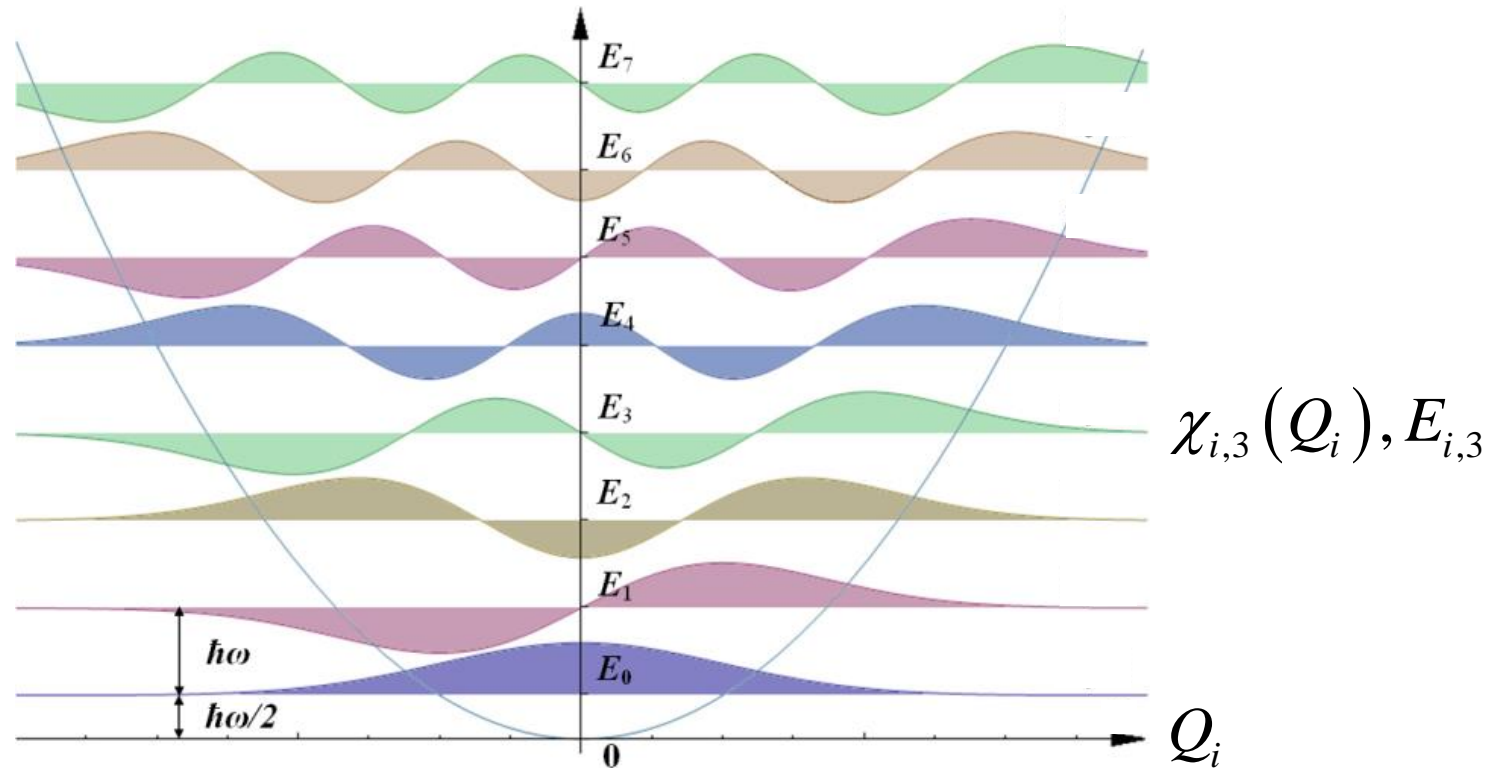 E₇
E₆
E₅
E₄
E₃
χᵢ,₃(Qᵢ), Eᵢ,₃
E₂
E₁
ħω
E₀
ħω/2
Qᵢ
0